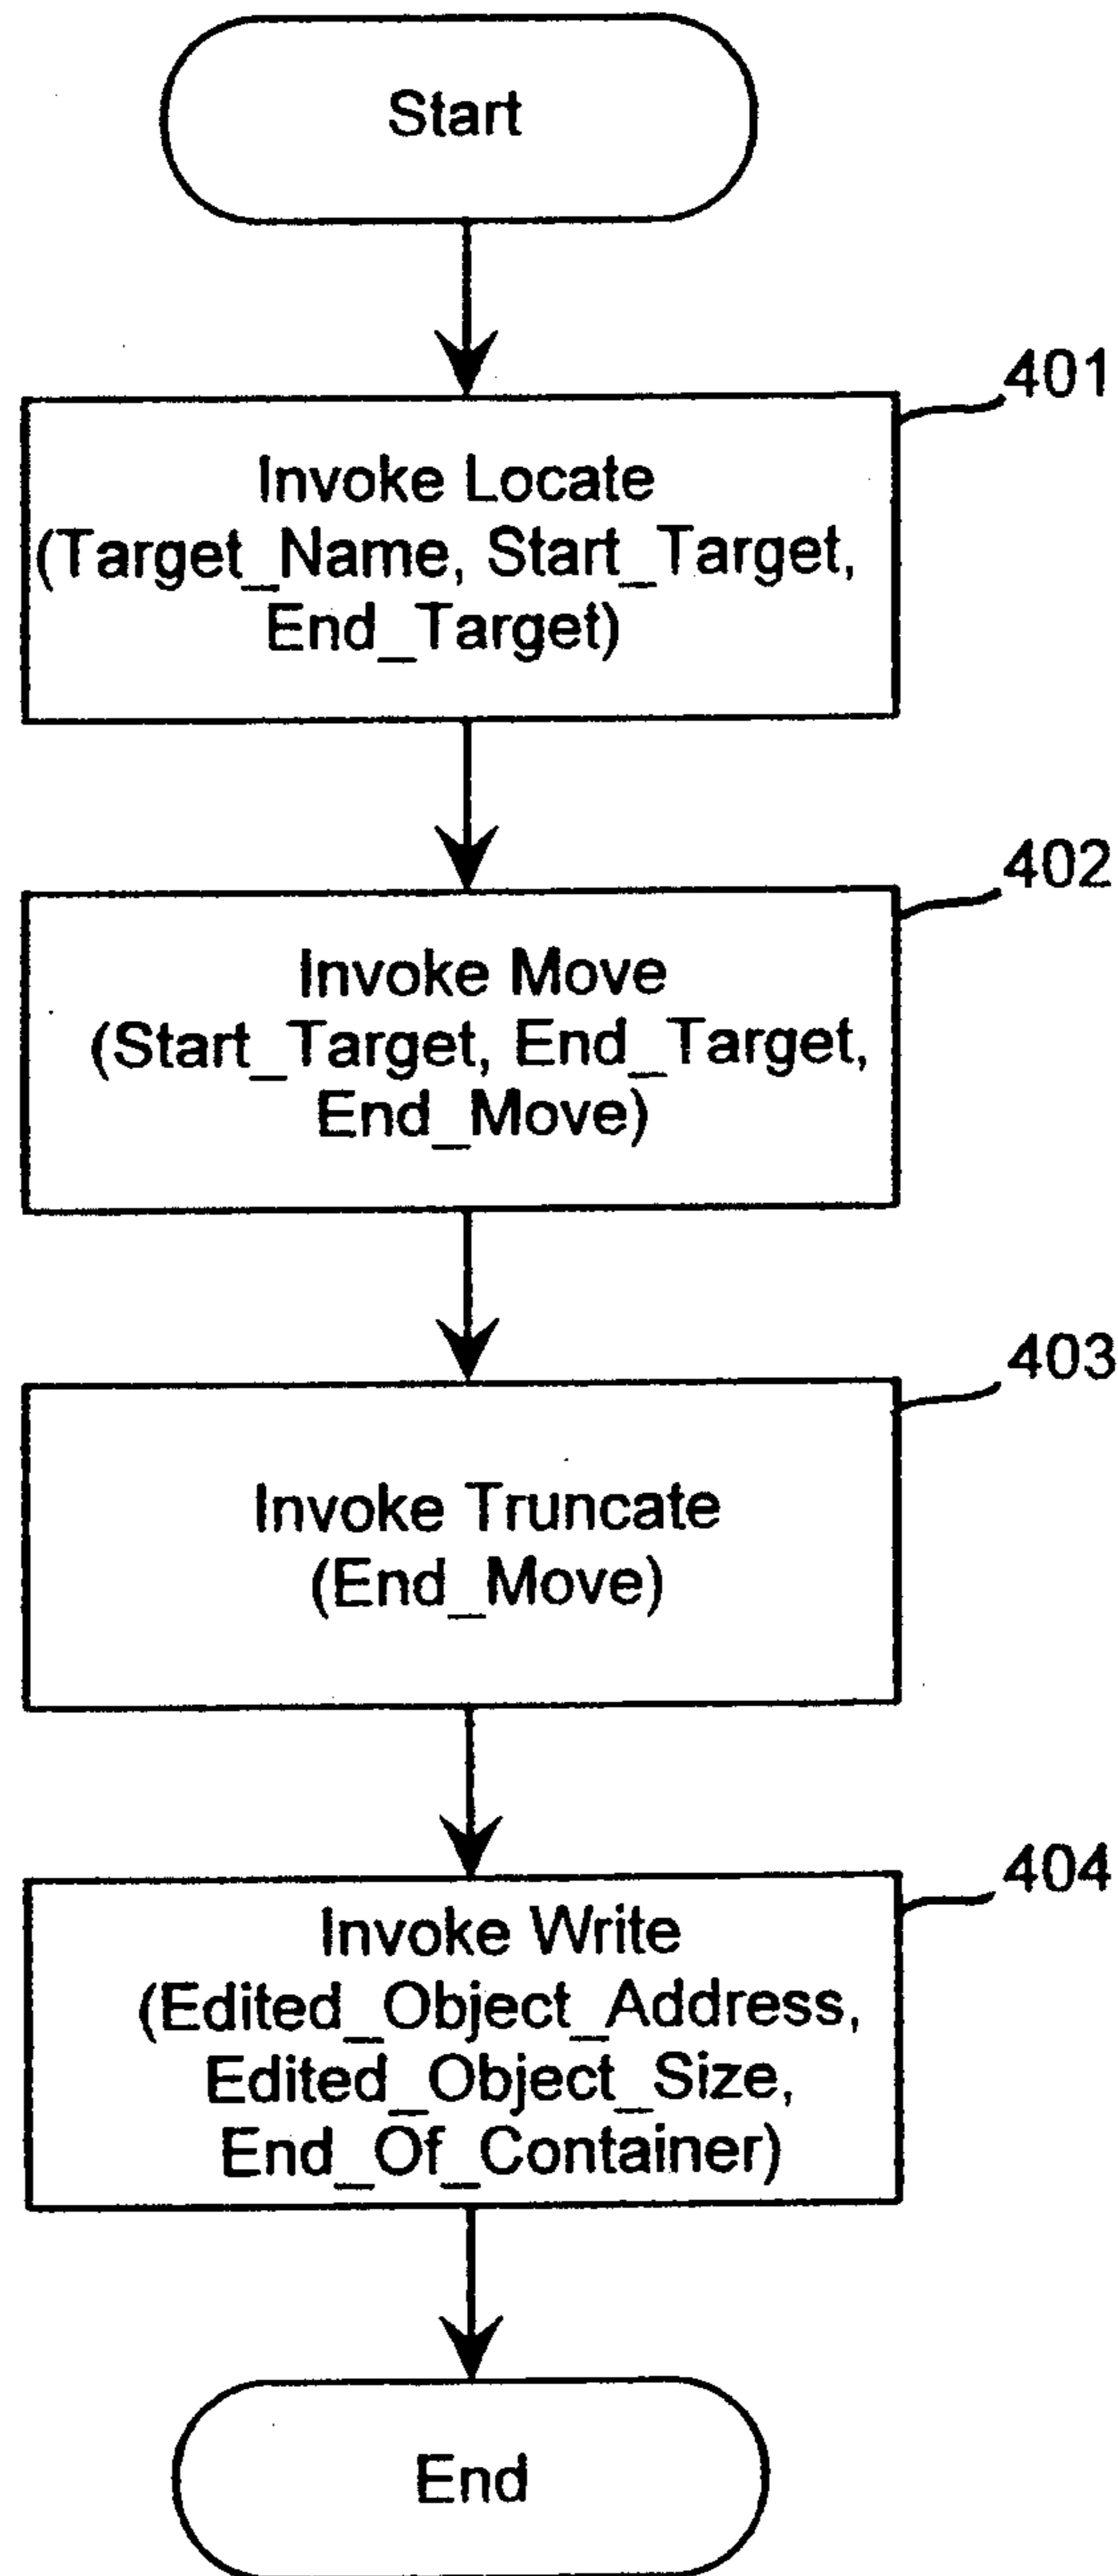 Start
401
Invoke Locate
(Target_Name, Start_Target,
End_Target)
402
Invoke Move
(Start_Target, End_Target,
End_Move)
403
Invoke Truncate
(End_Move)
404
Invoke Write
(Edited_Object_Address,
Edited_Object_Size,
End_Of_Container)
End